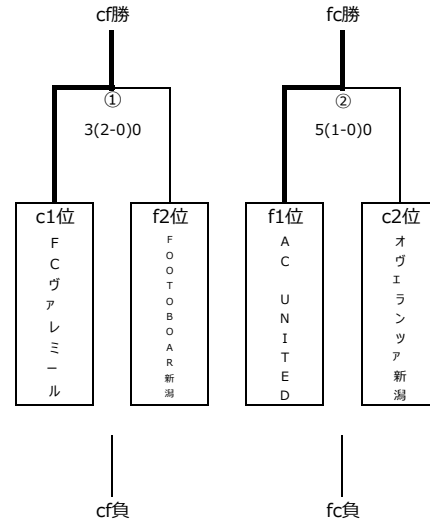 cf勝 fc勝
① ②
3(2-0)0 5(1-0)0
c1位 f2位 f1位 c2位
FCヴァレミール
FOOTOBOAR新潟
AC UNITED
オヴェランツァ新潟
cf負 fc負